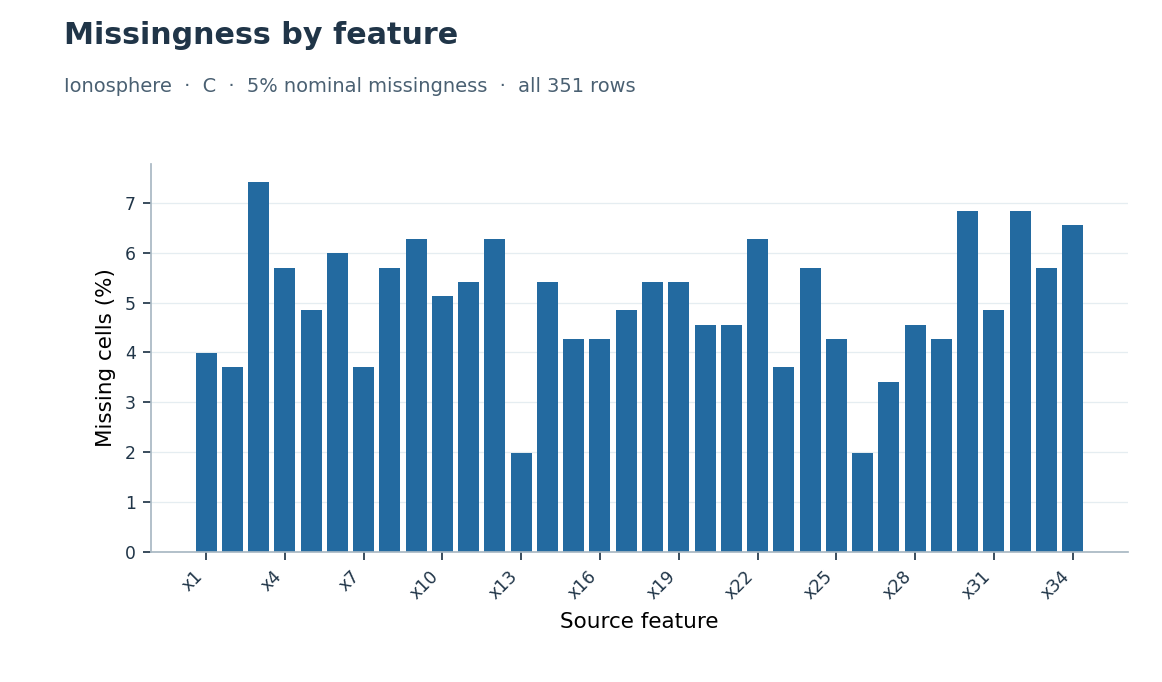 Missingness by feature
Ionosphere · C · 5% nominal missingness · all 351 rows
Missing cells (%)
7
6
5
4
3
2
1
0
x1 x4 x7 x10 x13 x16 x19 x22 x25 x28 x31 x34
Source feature